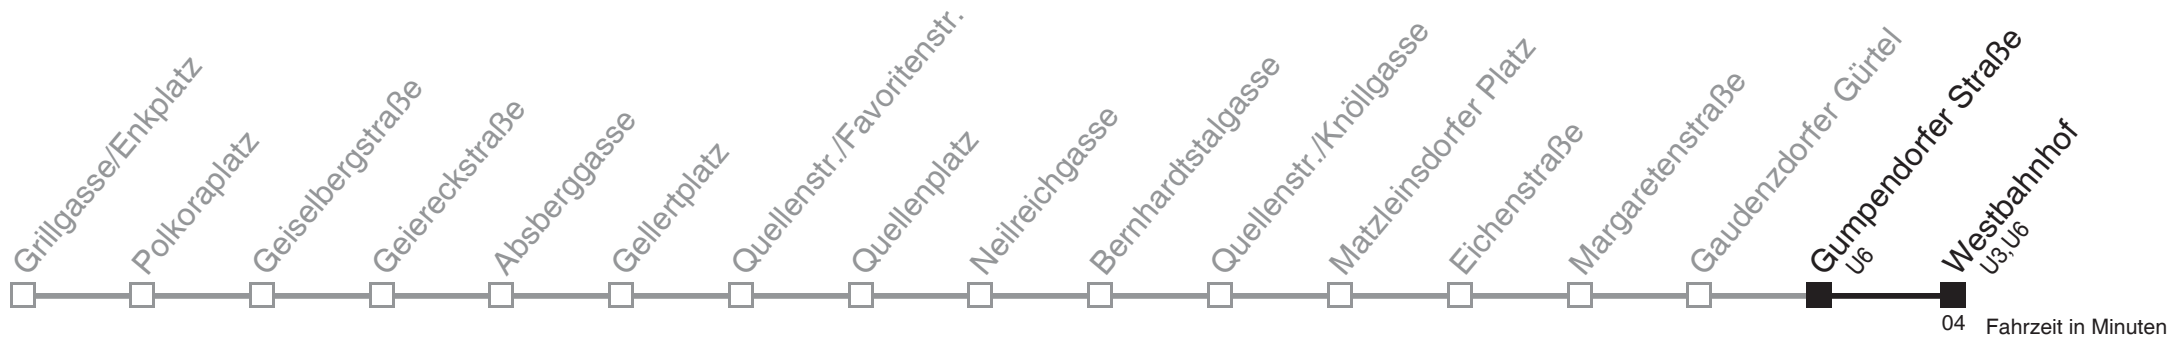 Grillgasse/Enkplatz
Polkoraplatz
Geiselbergstraße
Geiereckstraße
Absberggasse
Gellertplatz
Quellenstr./Favoritenstr.
Quellenplatz
Neilreichgasse
Bernhardtstalgasse
Quellenstr./Knöllgasse
Matzleinsdorfer Platz
Eichenstraße
Margaretenstraße
Gaudenzdorfer Gürtel
Gumpendorfer Straße
U6
Westbahnhof
U3,U6
04 Fahrzeit in Minuten